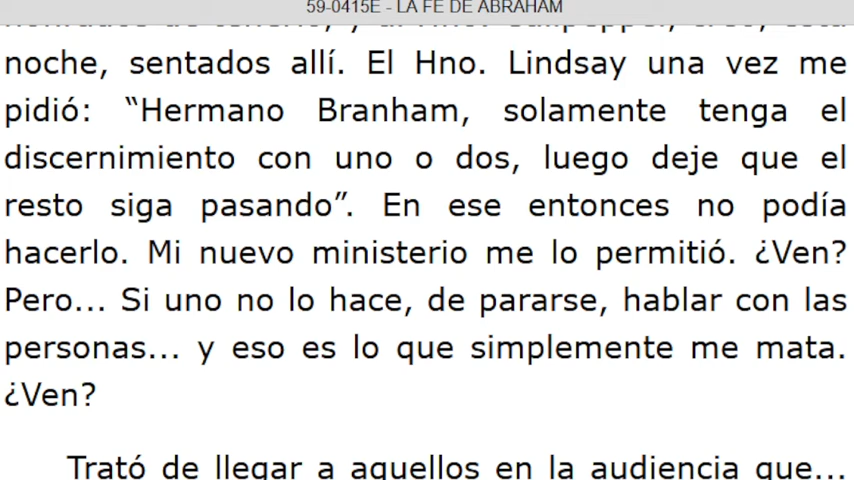 59-0415E - LA FE DE ABRAHAM
noche, sentados allí. El Hno. Lindsay una vez me
pidió: “Hermano Branham, solamente tenga el
discernimiento con uno o dos, luego deje que el
resto siga pasando”. En ese entonces no podía
hacerlo. Mi nuevo ministerio me lo permitió. ¿Ven?
Pero... Si uno no lo hace, de pararse, hablar con las
personas... y eso es lo que simplemente me mata.
¿Ven?
Trató de llegar a aquellos en la audiencia que...